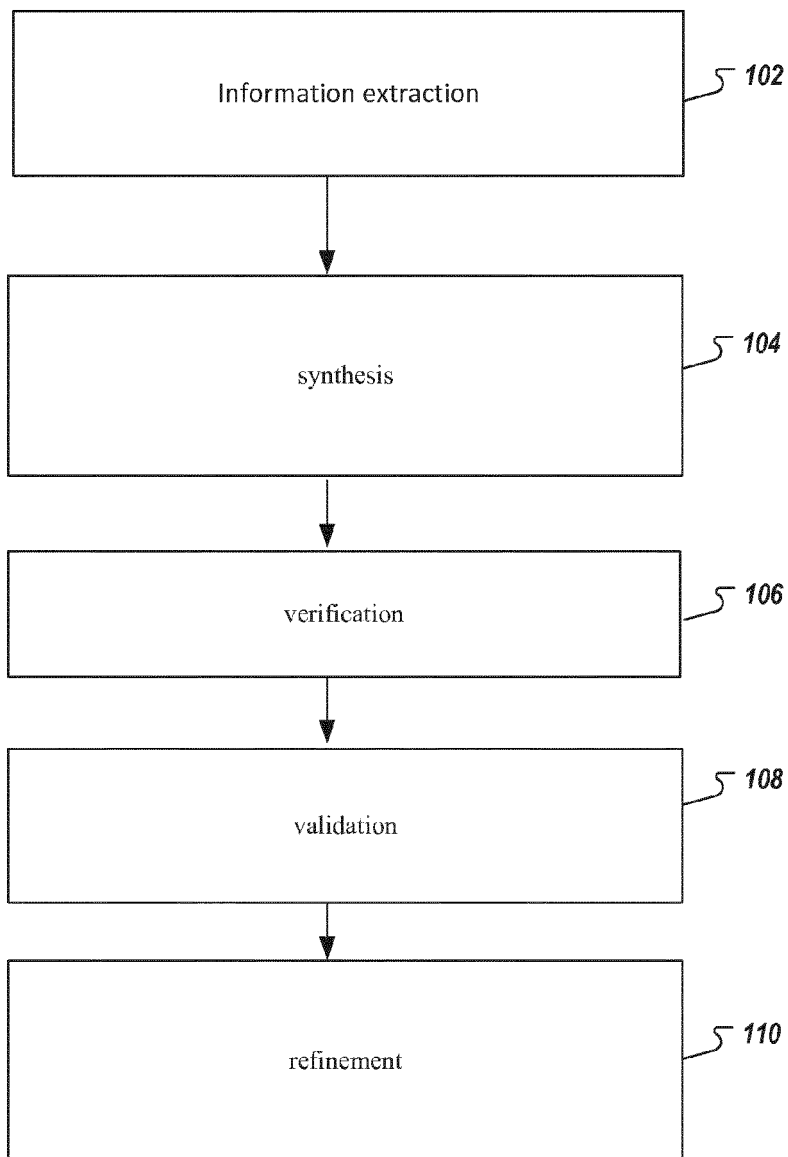 Information extraction
102
synthesis
104
verification
106
validation
108
refinement
110